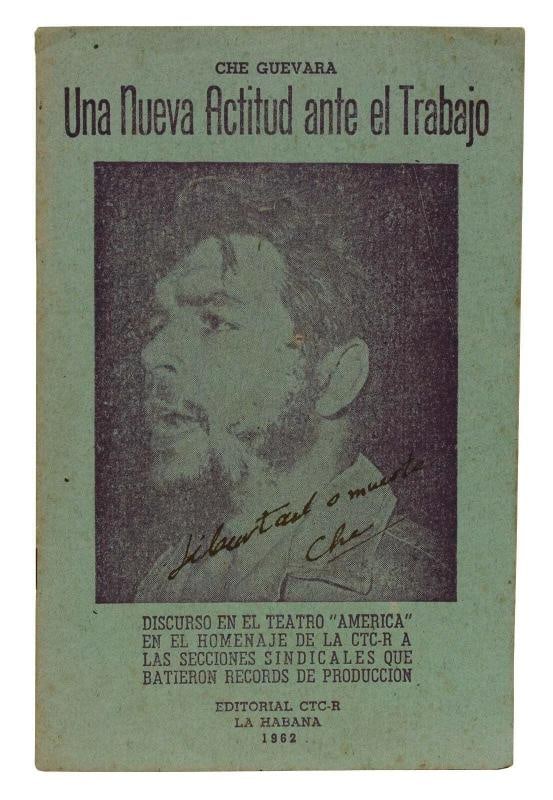 CHE GUEVARA
Una Nueva Actitud ante el Trabajo
Libertad o muerte
Che
DISCURSO EN EL TEATRO "AMERICA"
EN EL HOMENAJE DE LA CTC-R A
LAS SECCIONES SINDICALES QUE
BATIERON RECORDS DE PRODUCCION
EDITORIAL CTC-R
LA HABANA
1962